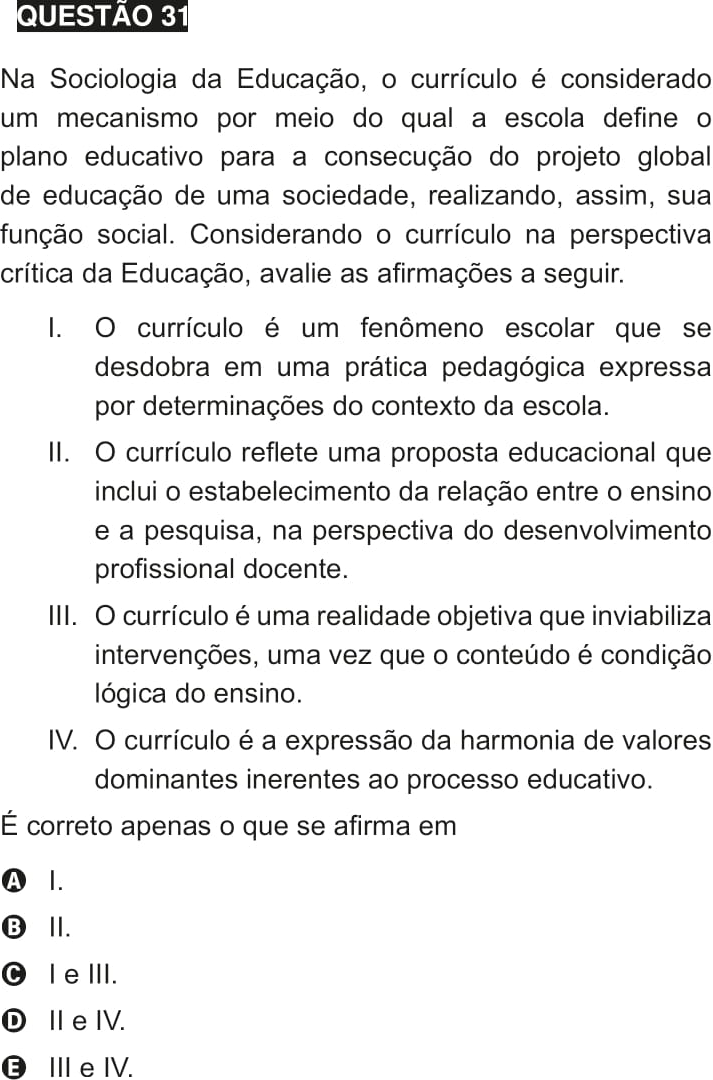 QUESTÃO 31
Na Sociologia da Educação, o currículo é considerado
um mecanismo por meio do qual a escola define o
plano educativo para a consecução do projeto global
de educação de uma sociedade, realizando, assim, sua
função social. Considerando o currículo na perspectiva
crítica da Educação, avalie as afirmações a seguir.
I. O currículo é um fenômeno escolar que se
desdobra em uma prática pedagógica expressa
por determinações do contexto da escola.
II. O currículo reflete uma proposta educacional que
inclui o estabelecimento da relação entre o ensino
e a pesquisa, na perspectiva do desenvolvimento
profissional docente.
III. O currículo é uma realidade objetiva que inviabiliza
intervenções, uma vez que o conteúdo é condição
lógica do ensino.
IV. O currículo é a expressão da harmonia de valores
dominantes inerentes ao processo educativo.
É correto apenas o que se afirma em
A I.
B II.
C I e III.
D II e IV.
E III e IV.